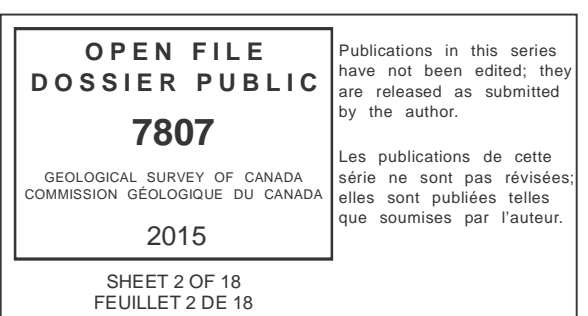 OPEN FILE
DOSSIER PUBLIC
7807
GEOLOGICAL SURVEY OF CANADA
COMMISSION GÉOLOGIQUE DU CANADA
2015
SHEET 2 OF 18
FEUILLET 2 DE 18
Publications in this series
have not been edited; they
are released as submitted
by the author.
Les publications de cette
série ne sont pas révisées;
elles sont publiées telles
que soumises par l'auteur.